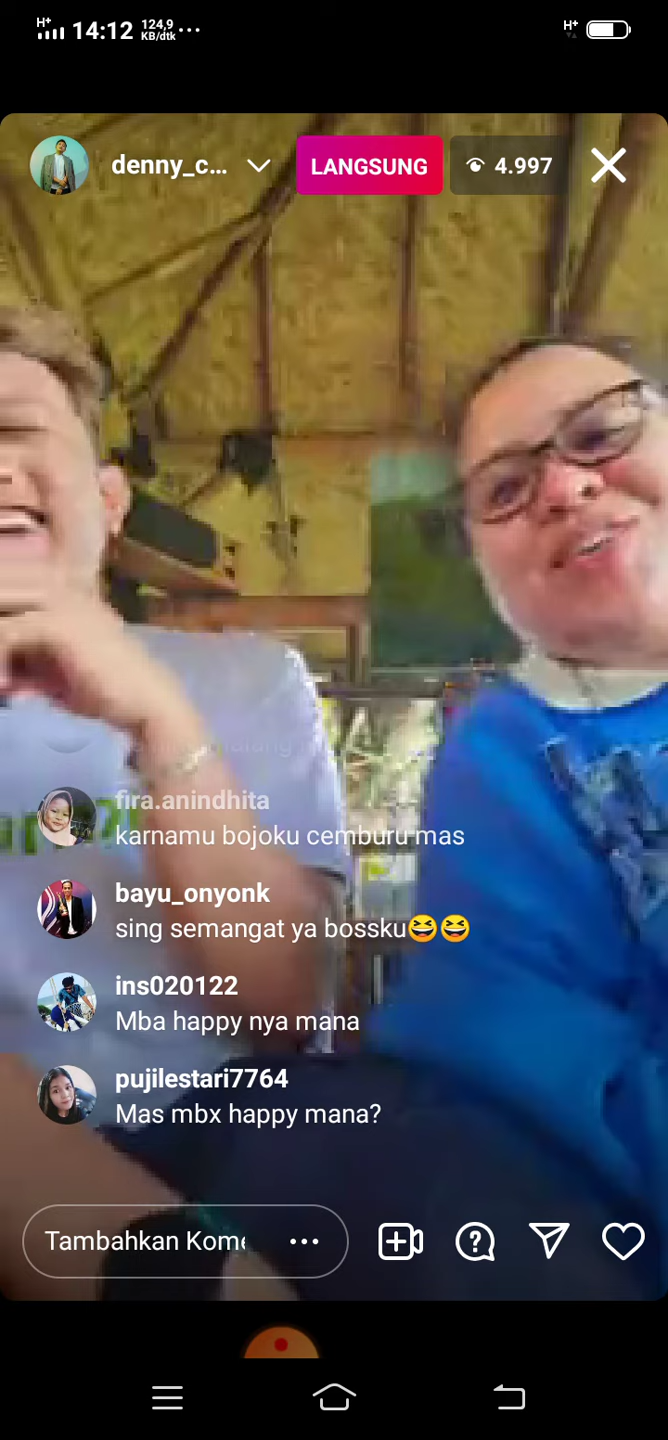 H+ 14:12 124,9 KB/dtk ... H+
denny_c... LANGSUNG 4.997
fira.anindhita
karnamu bojoku cemburu mas
bayu_onyonk
sing semangat ya bossku😆😆
ins020122
Mba happy nya mana
pujilestari7764
Mas mbx happy mana?
Tambahkan Kome